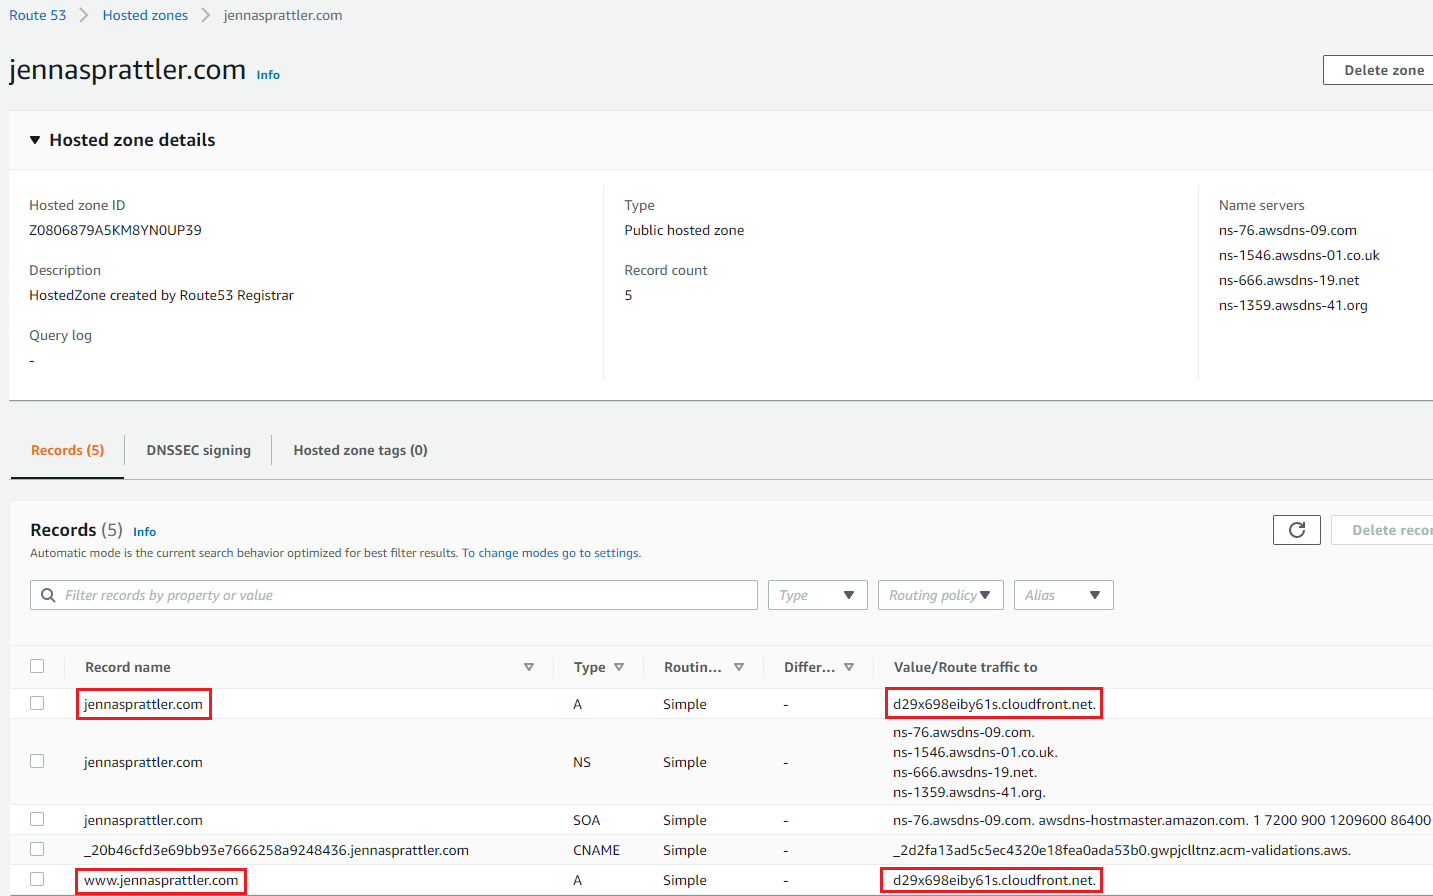 Route 53 Hosted zones jennasprattler.com
jennasprattler.com Info
Delete zone
Hosted zone details
Hosted zone ID
Z0806879A5KM8YN0UP39
Description
HostedZone created by Route53 Registrar
Query log
-
Type
Public hosted zone
Record count
5
Name servers
ns-76.awsdns-09.com
ns-1546.awsdns-01.co.uk
ns-666.awsdns-19.net
ns-1359.awsdns-41.org
Records (5) DNSSEC signing Hosted zone tags (0)
Records (5) Info
Automatic mode is the current search behavior optimized for best filter results. To change modes go to settings.
Delete recor
Filter records by property or value Type Routing policy Alias
Record name Type Routin... Differ... Value/Route traffic to
jennasprattler.com A Simple - d29x698eiby61s.cloudfront.net.
jennasprattler.com NS Simple - ns-76.awsdns-09.com.
ns-1546.awsdns-01.co.uk.
ns-666.awsdns-19.net.
ns-1359.awsdns-41.org.
jennasprattler.com SOA Simple - ns-76.awsdns-09.com. awsdns-hostmaster.amazon.com. 1 7200 900 1209600 86400
_20b46cfd3e69bb93e7666258a9248436.jennasprattler.com CNAME Simple - _2d2fa13ad5c5ec4320e18fea0ada53b0.gwpjclltnz.acm-validations.aws.
www.jennasprattler.com A Simple - d29x698eiby61s.cloudfront.net.